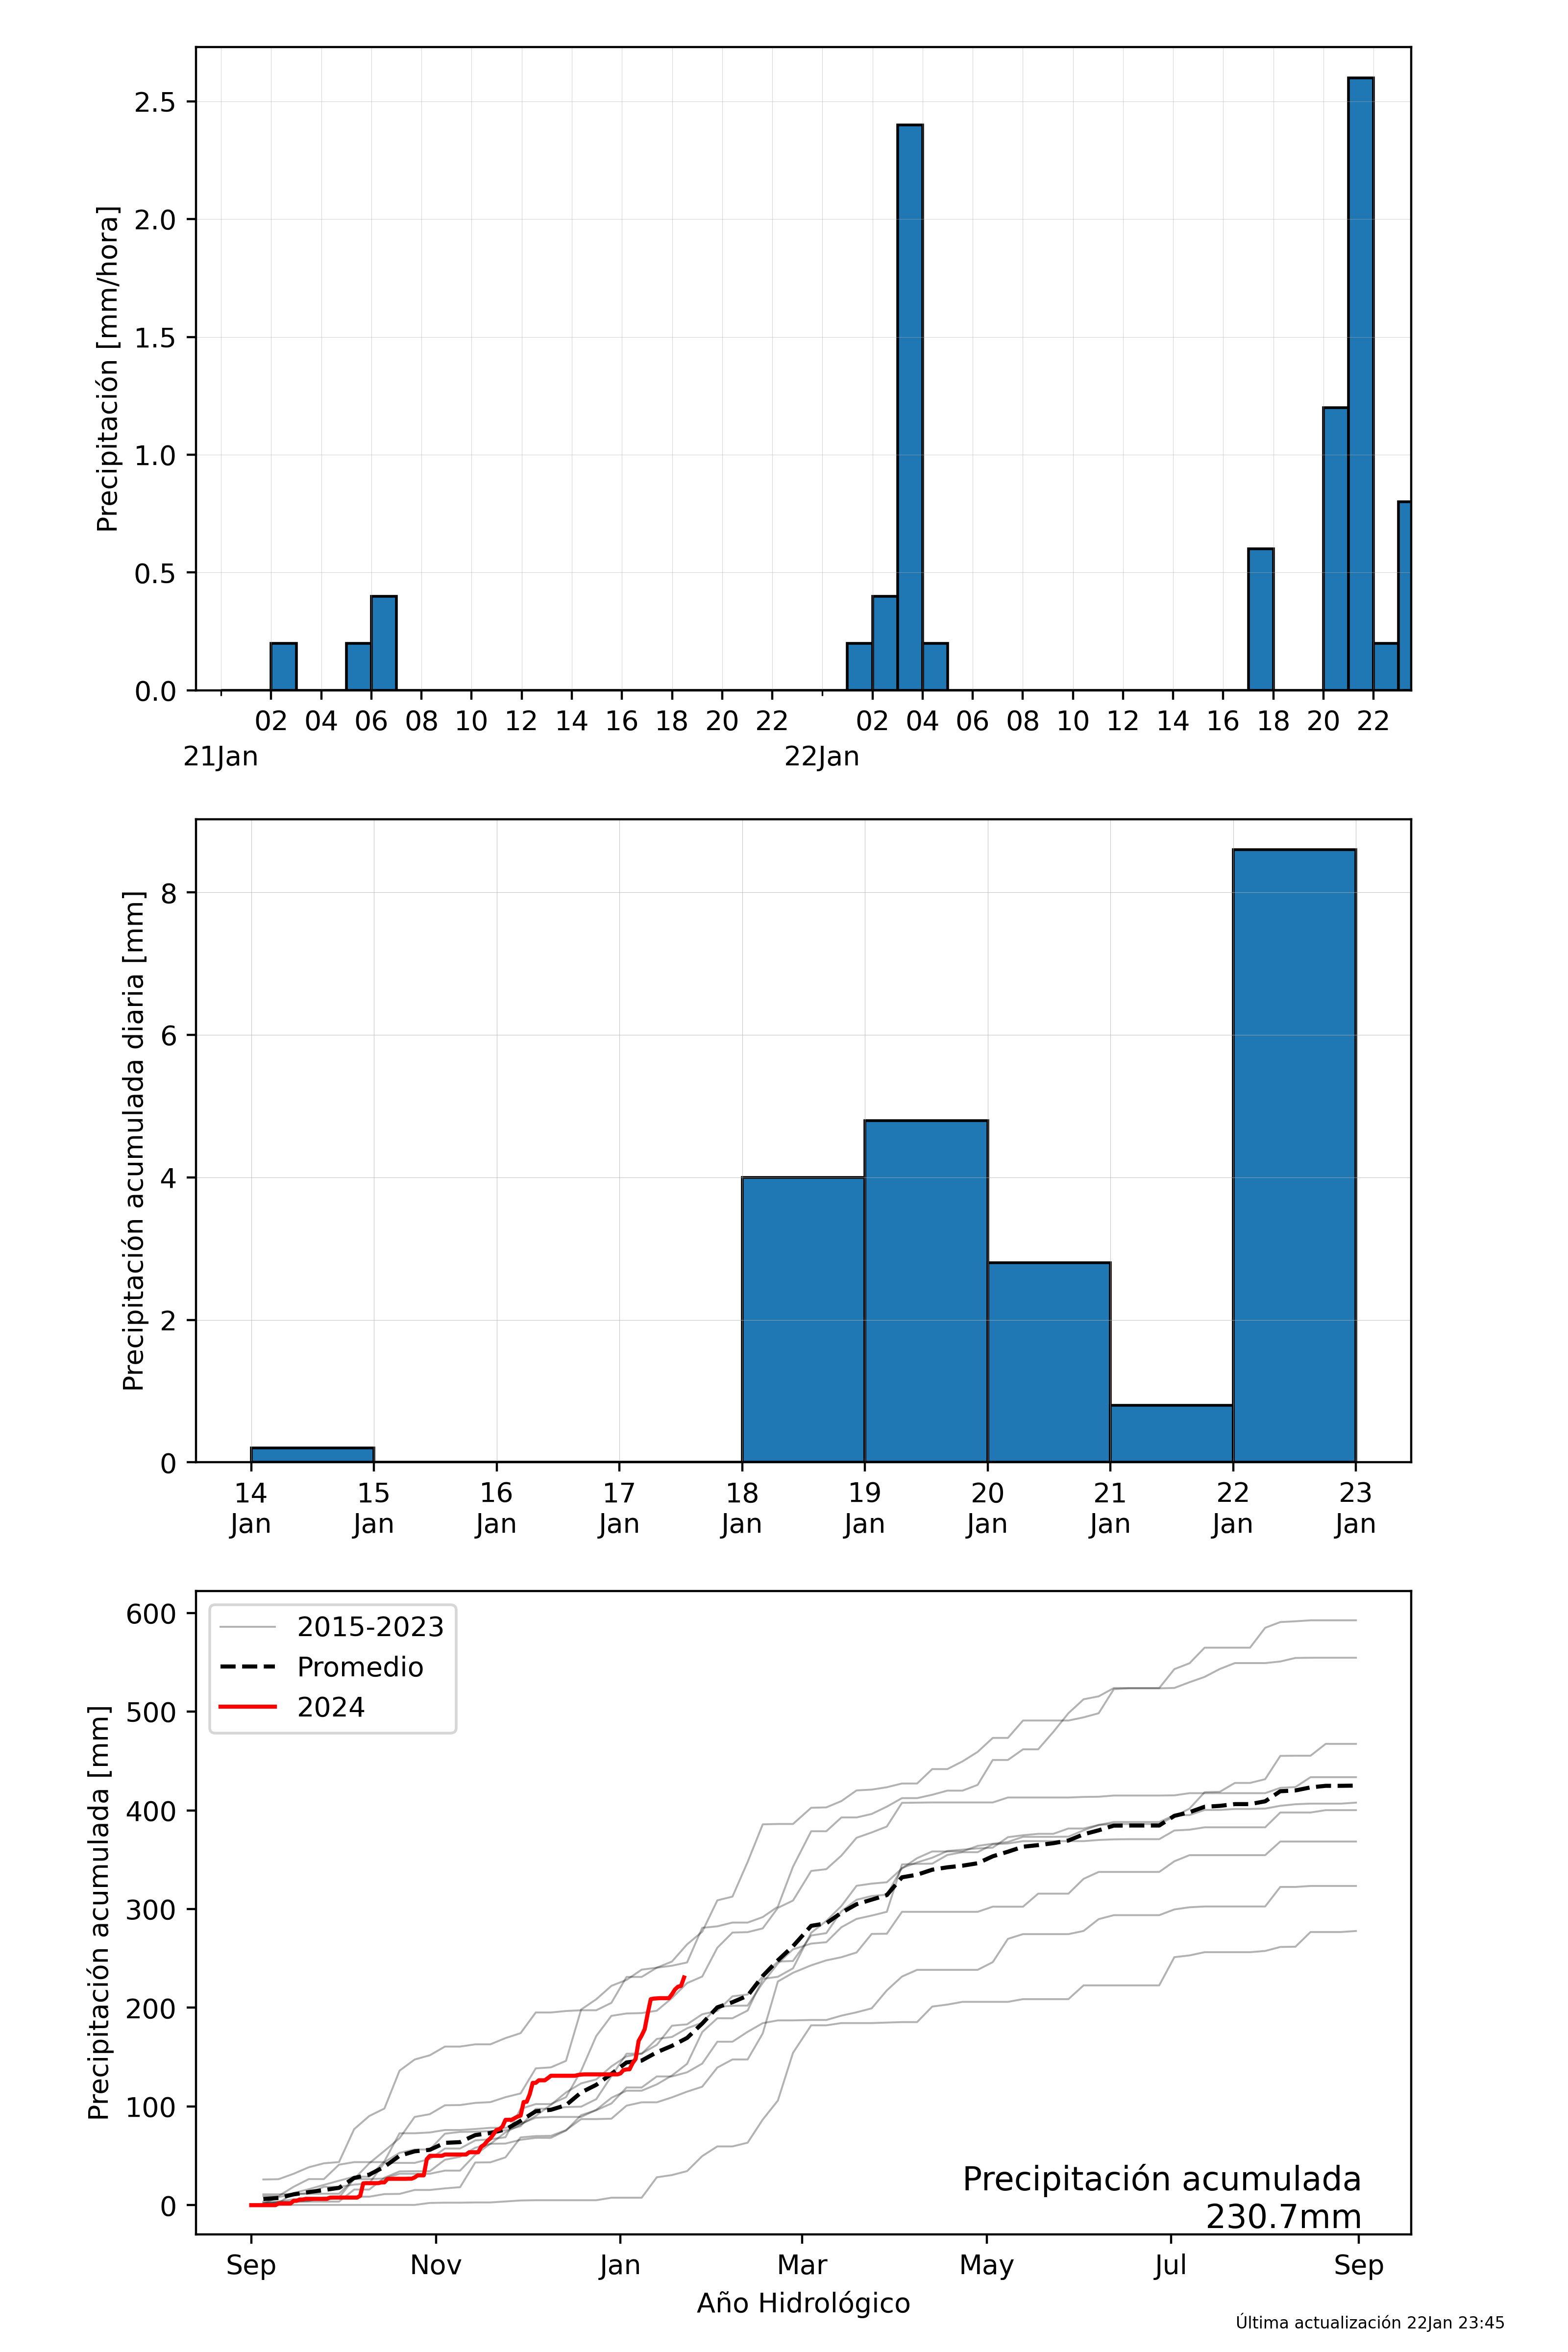 Precipitación [mm/hora]
2.5
2.0
1.5
1.0
0.5
0.0
02 04 06 08 10 12 14 16 18 20 22 02 04 06 08 10 12 14 16 18 20 22
21Jan 22Jan
Precipitación acumulada diaria [mm]
8
6
4
2
0
14 15 16 17 18 19 20 21 22 23
Jan Jan Jan Jan Jan Jan Jan Jan Jan Jan
Precipitación acumulada [mm]
600
500
400
300
200
100
0
2015-2023
Promedio
2024
Precipitación acumulada
230.7mm
Sep Nov Jan Mar May Jul Sep
Año Hidrológico
Última actualización 22Jan 23:45